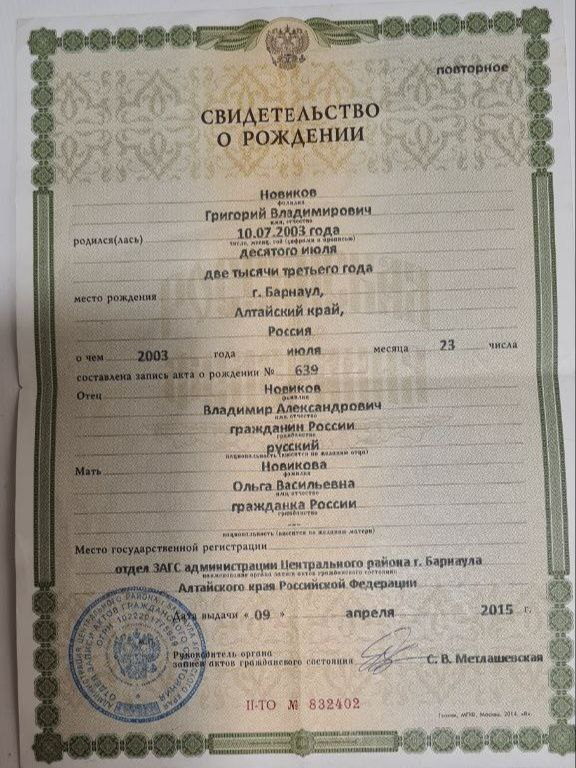 повторное
СВИДЕТЕЛЬСТВО
О РОЖДЕНИИ
Новиков
фамилия
Григорий Владимирович
имя, отчество
родился(лась) 10.07.2003 года
число, месяц, год (цифрами и прописью)
десятого июля
две тысячи третьего года
место рождения г. Барнаул,
Алтайский край,
Россия
о чем 2003 года июля месяца 23 числа
составлена запись акта о рождении № 639
Отец Новиков
фамилия
Владимир Александрович
имя, отчество
гражданин России
гражданство
русский
национальность (вносится по желанию отца)
Мать Новикова
фамилия
Ольга Васильевна
имя, отчество
гражданка России
гражданство
---
национальность (вносится по желанию матери)
Место государственной регистрации
отдел ЗАГС администрации Центрального района г. Барнаула
наименование органа записи актов гражданского состояния
Алтайского края Российской Федерации
Дата выдачи « 09 » апреля 2015 г.
Руководитель органа
записи актов гражданского состояния С. В. Метлашевская
II-ТО № 832402
Гознак, МПФ, Москва, 2014, «В».